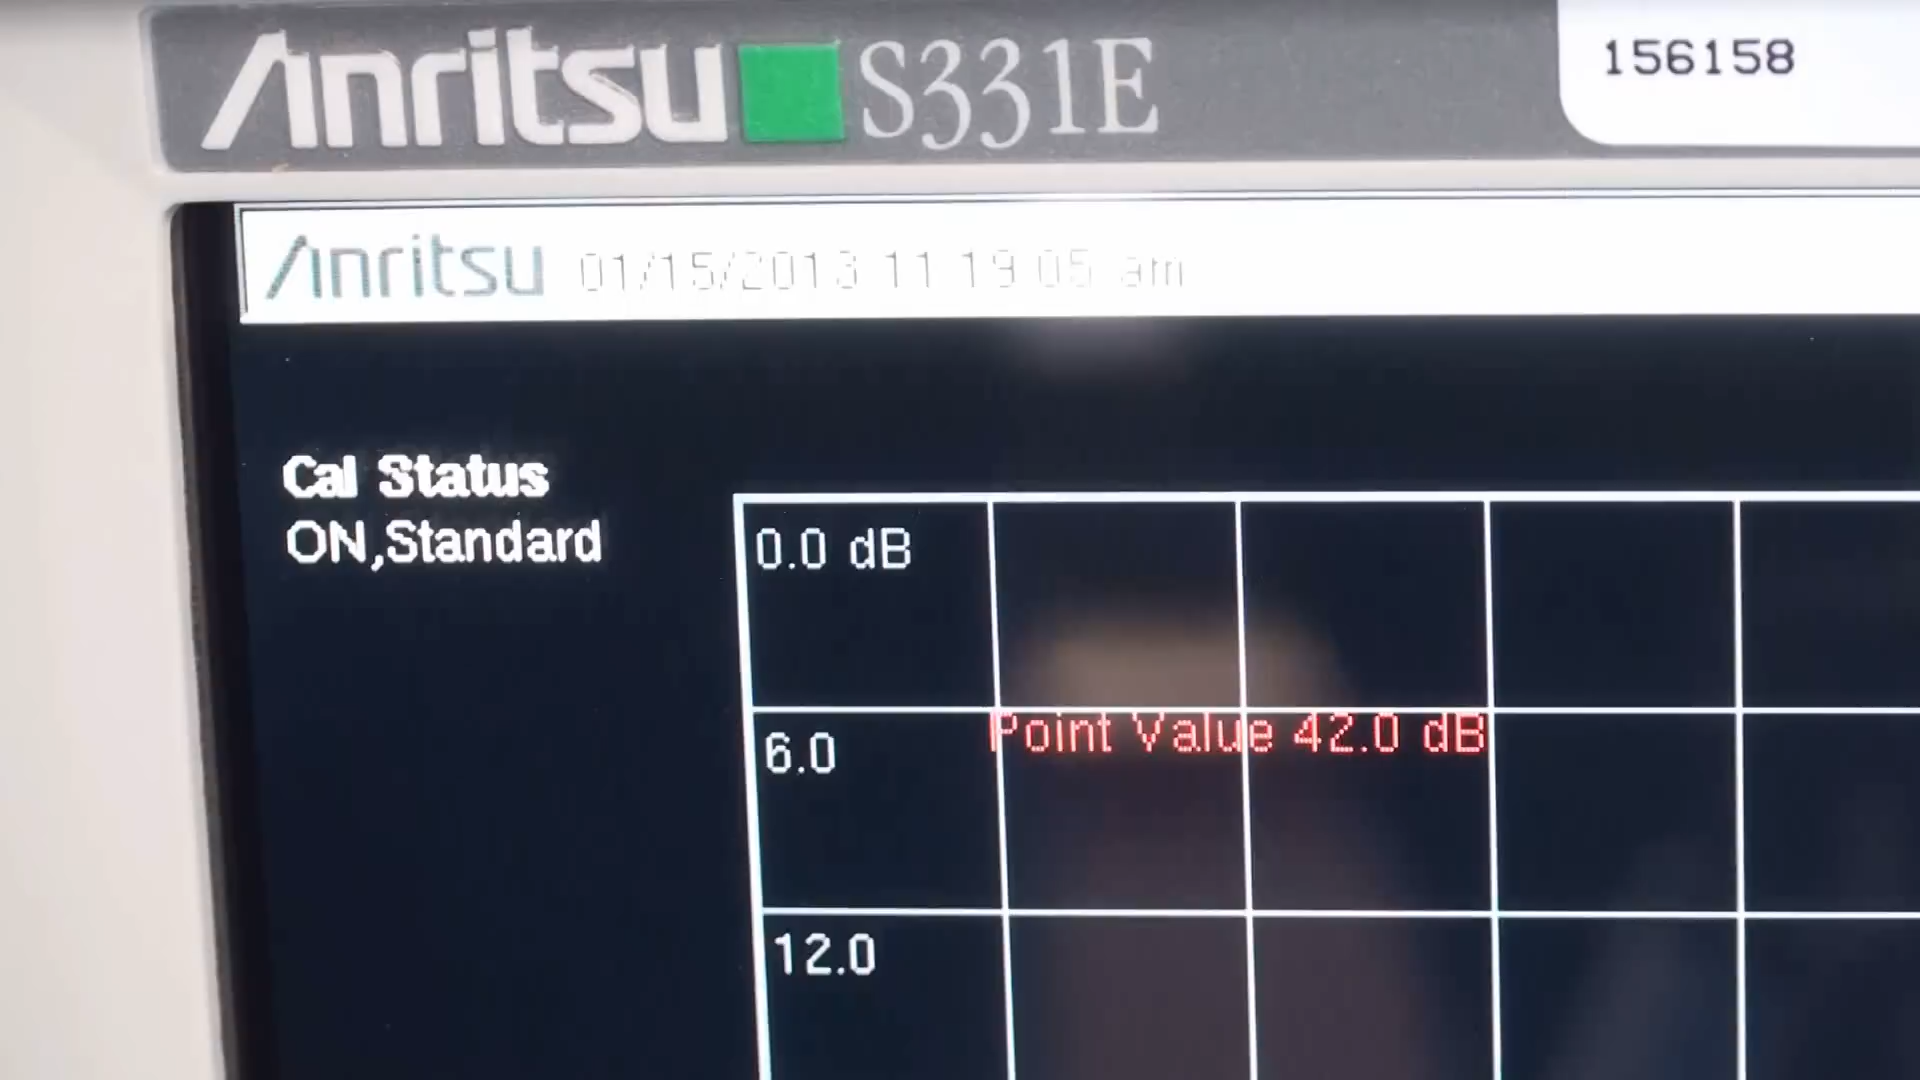 Anritsu S331E
156158
Anritsu 01/15/2013 11 19 05 am
Cal Status
ON,Standard
0.0 dB
Point Value 42.0 dB
6.0
12.0